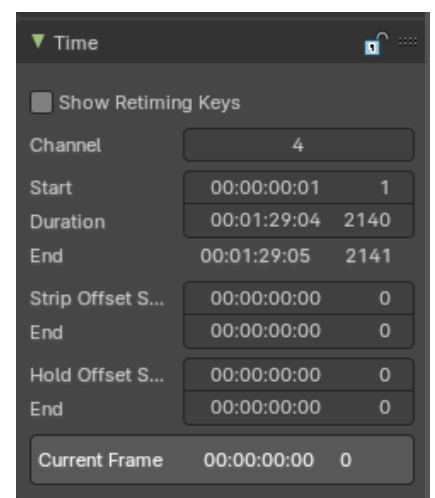 Time
Show Retiming Keys
Channel 4
Start 00:00:00:01 1
Duration 00:01:29:04 2140
End 00:01:29:05 2141
Strip Offset S... 00:00:00:00 0
End 00:00:00:00 0
Hold Offset S... 00:00:00:00 0
End 00:00:00:00 0
Current Frame 00:00:00:00 0